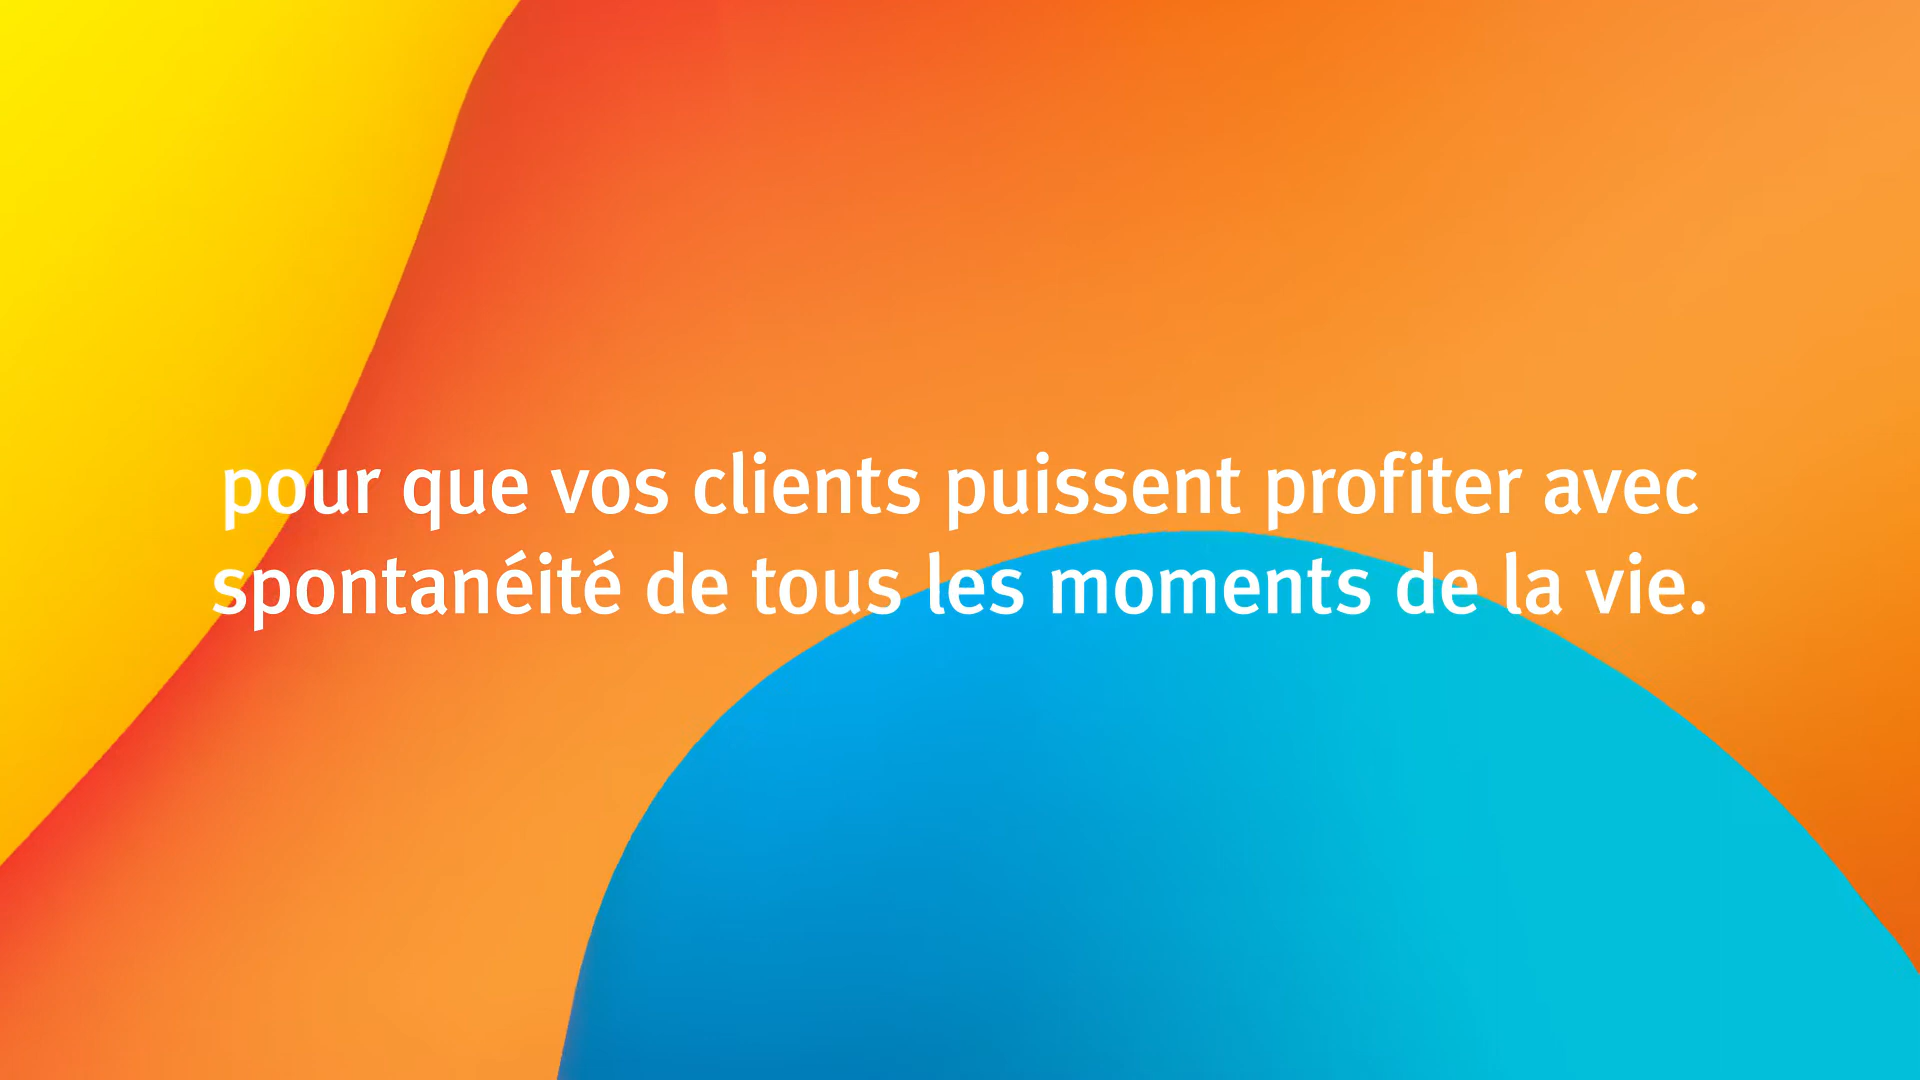 pour que vos clients puissent profiter avec
spontanéité de tous les moments de la vie.